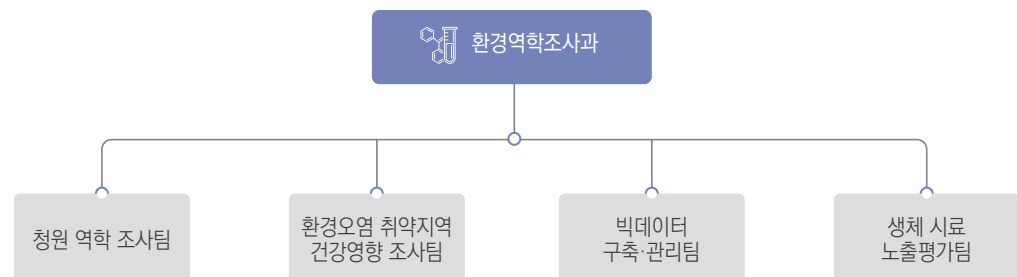 환경역학조사과
청원 역학 조사팀
환경오염 취약지역
건강영향 조사팀
빅데이터
구축·관리팀
생체 시료
노출평가팀